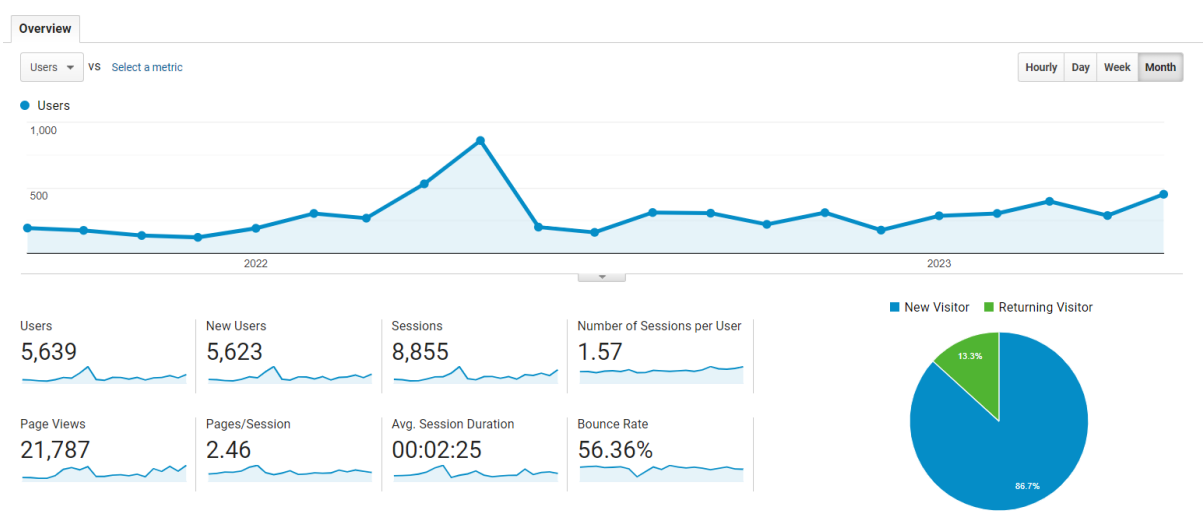 Overview
Users VS Select a metric
Hourly Day Week Month
Users
1,000
500
2022 2023
New Visitor Returning Visitor
Users New Users Sessions Number of Sessions per User
5,639 5,623 8,855 1.57
13.3%
Page Views Pages/Session Avg. Session Duration Bounce Rate
21,787 2.46 00:02:25 56.36%
86.7%